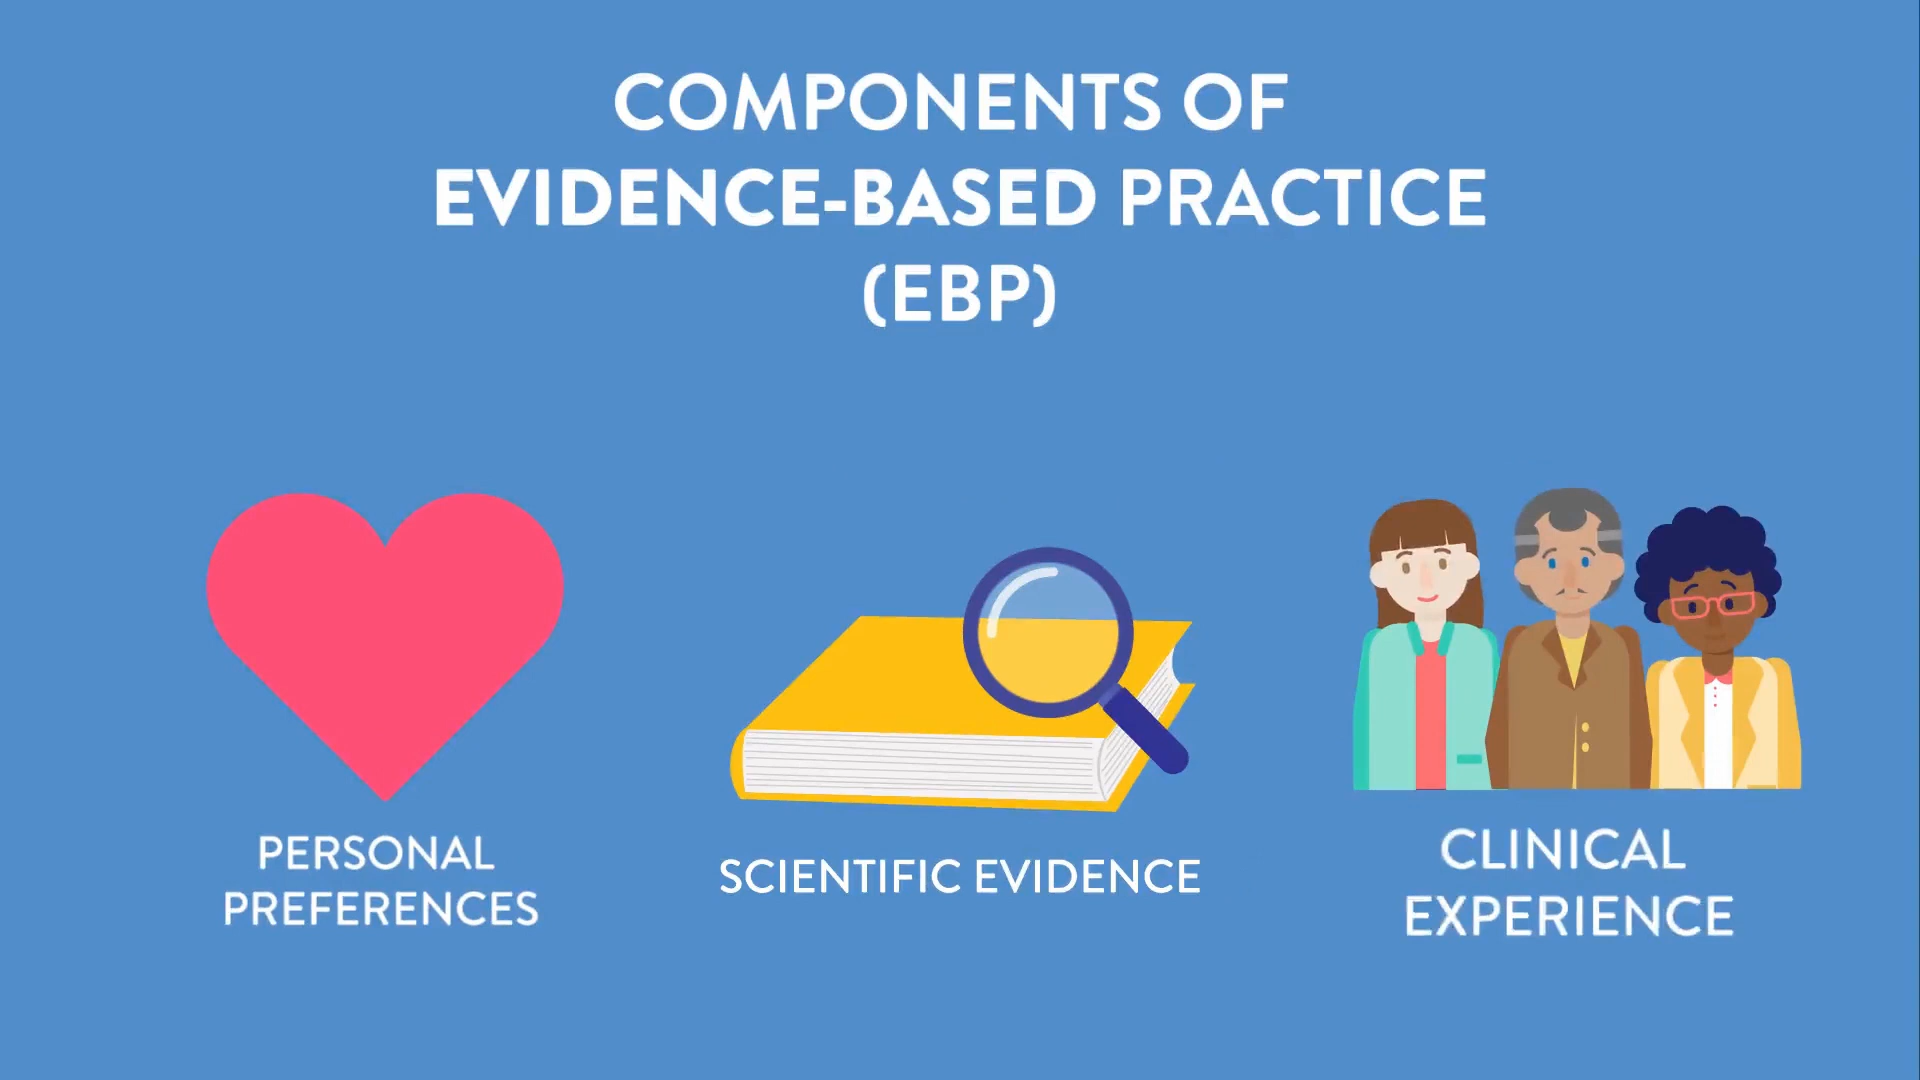 COMPONENTS OF
EVIDENCE-BASED PRACTICE
(EBP)
PERSONAL
PREFERENCES
SCIENTIFIC EVIDENCE
CLINICAL
EXPERIENCE